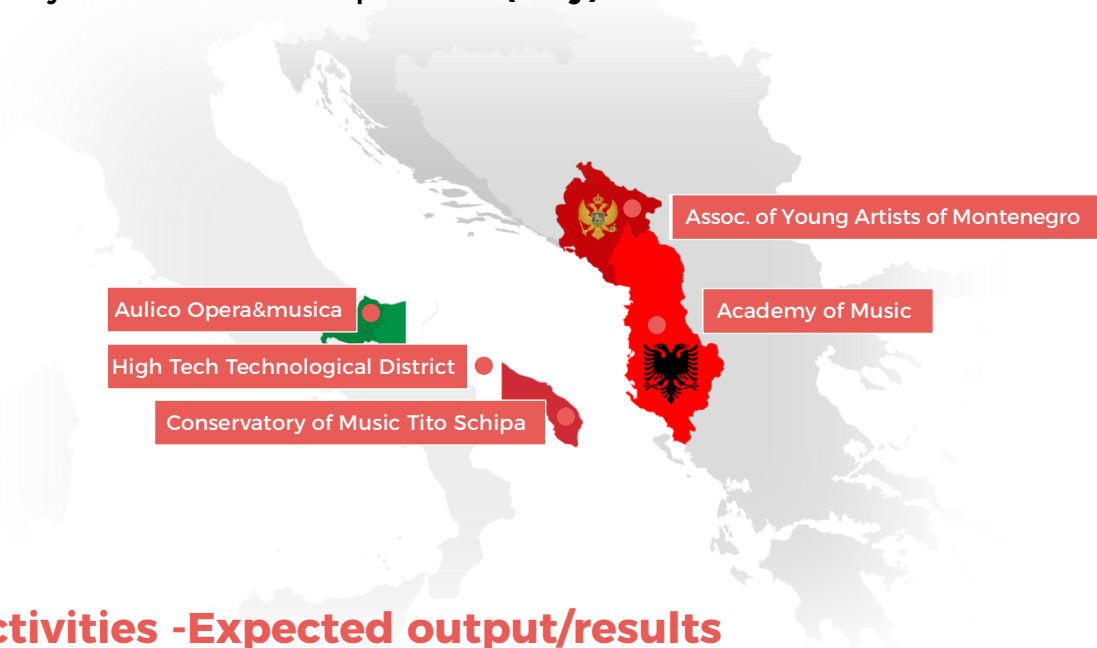 Assoc. of Young Artists of Montenegro
Aulico Opera&musica
Academy of Music
High Tech Technological District
Conservatory of Music Tito Schipa
ctivities -Expected output/results